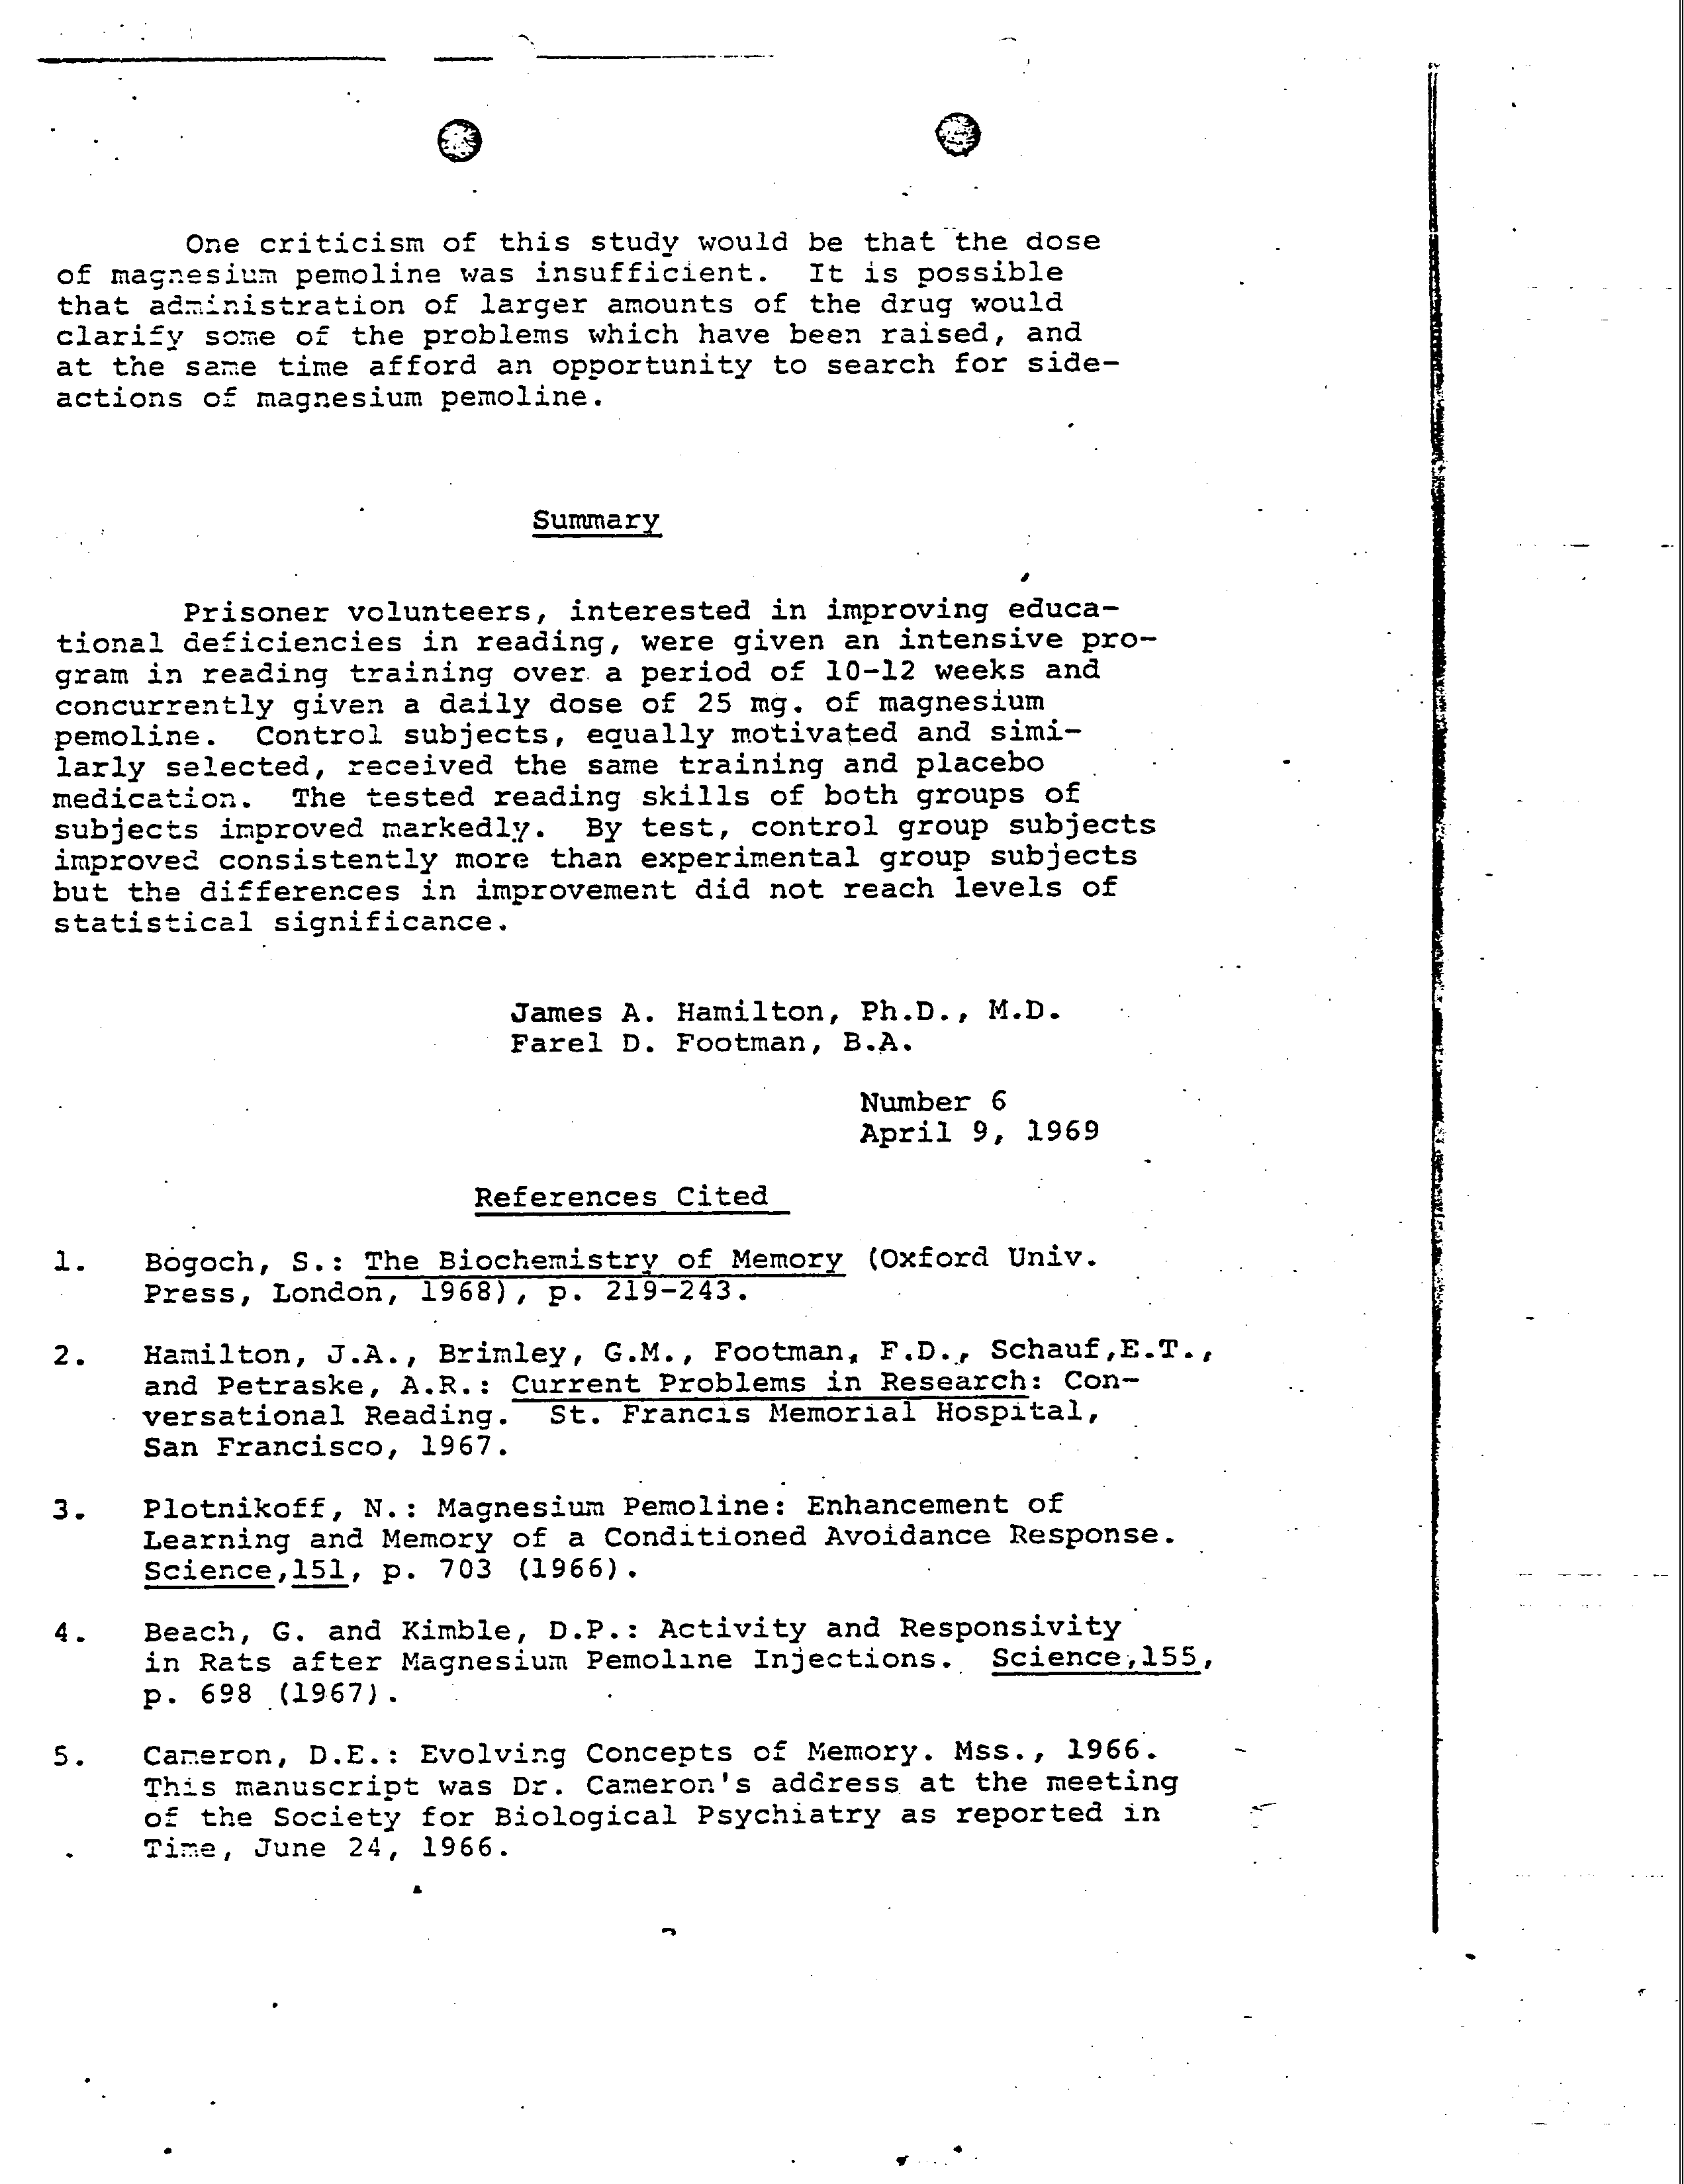 One criticism of this study would be that the dose
of magnesium pemoline was insufficient. It is possible
that administration of larger amounts of the drug would
clarify some of the problems which have been raised, and
at the same time afford an opportunity to search for side-
actions of magnesium pemoline.
Summary
Prisoner volunteers, interested in improving educa-
tional deficiencies in reading, were given an intensive pro-
gram in reading training over a period of 10-12 weeks and
concurrently given a daily dose of 25 mg. of magnesium
pemoline. Control subjects, equally motivated and simi-
larly selected, received the same training and placebo
medication. The tested reading skills of both groups of
subjects improved markedly. By test, control group subjects
improved consistently more than experimental group subjects
but the differences in improvement did not reach levels of
statistical significance.
James A. Hamilton, Ph.D., M.D.
Farel D. Footman, B.A.
Number 6
April 9, 1969
References Cited
1. Bogoch, S.: The Biochemistry of Memory (Oxford Univ.
Press, London, 1968), p. 219-243.
2. Hamilton, J.A., Brimley, G.M., Footman, F.D., Schauf,E.T.,
and Petraske, A.R.: Current Problems in Research: Con-
versational Reading. St. Francis Memorial Hospital,
San Francisco, 1967.
3. Plotnikoff, N.: Magnesium Pemoline: Enhancement of
Learning and Memory of a Conditioned Avoidance Response.
Science,151, p. 703 (1966).
4. Beach, G. and Kimble, D.P.: Activity and Responsivity
in Rats after Magnesium Pemoline Injections. Science,155,
p. 698 (1967).
5. Cameron, D.E.: Evolving Concepts of Memory. Mss., 1966.
This manuscript was Dr. Cameron's address at the meeting
of the Society for Biological Psychiatry as reported in
Time, June 24, 1966.